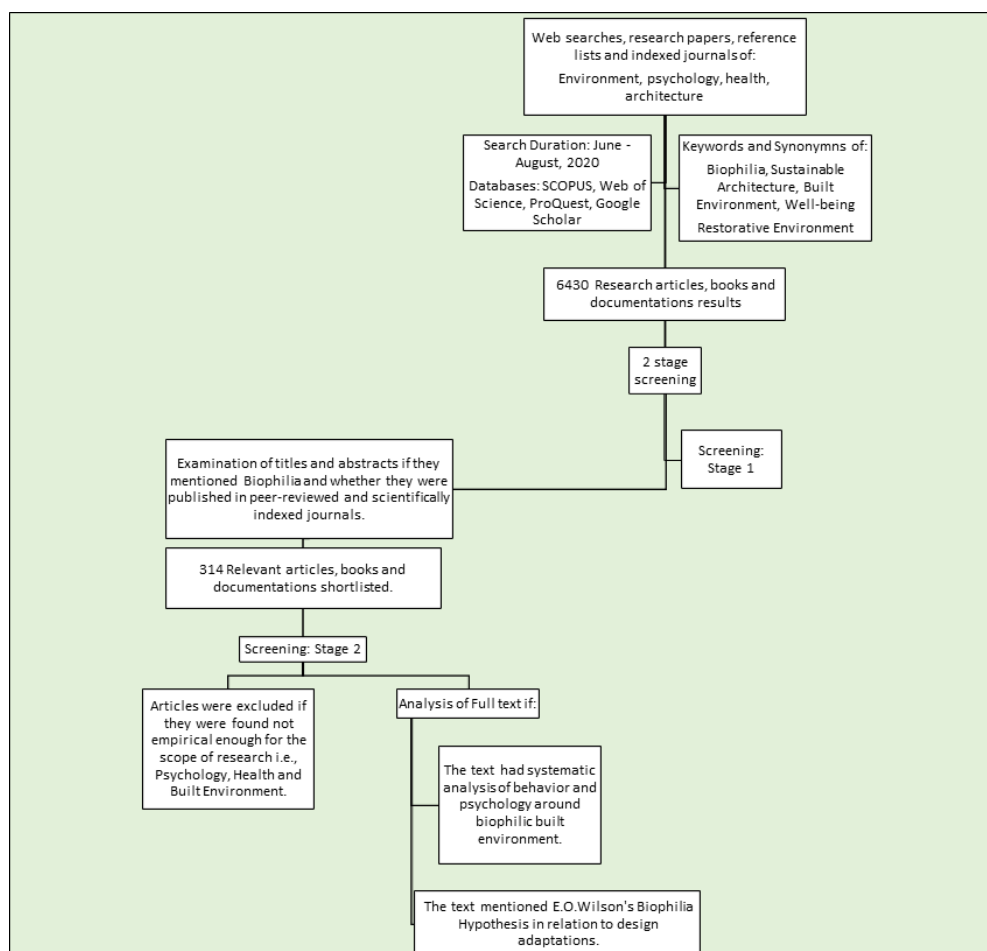 Web searches, research papers, reference
lists and indexed journals of:
Environment, psychology, health,
architecture
Search Duration: June -
August, 2020
Databases: SCOPUS, Web of
Science, ProQuest, Google
Scholar
Keywords and Synonymns of:
Biophilia, Sustainable
Architecture, Built
Environment, Well-being
Restorative Environment
6430 Research articles, books and
documentations results
2 stage
screening
Screening:
Stage 1
Examination of titles and abstracts if they
mentioned Biophilia and whether they were
published in peer-reviewed and scientifically
indexed journals.
314 Relevant articles, books and
documentations shortlisted.
Screening: Stage 2
Articles were excluded if
they were found not
empirical enough for the
scope of research i.e.,
Psychology, Health and
Built Environment.
Analysis of Full text if:
The text had systematic
analysis of behavior and
psychology around
biophilic built
environment.
The text mentioned E.O.Wilson's Biophilia
Hypothesis in relation to design
adaptations.